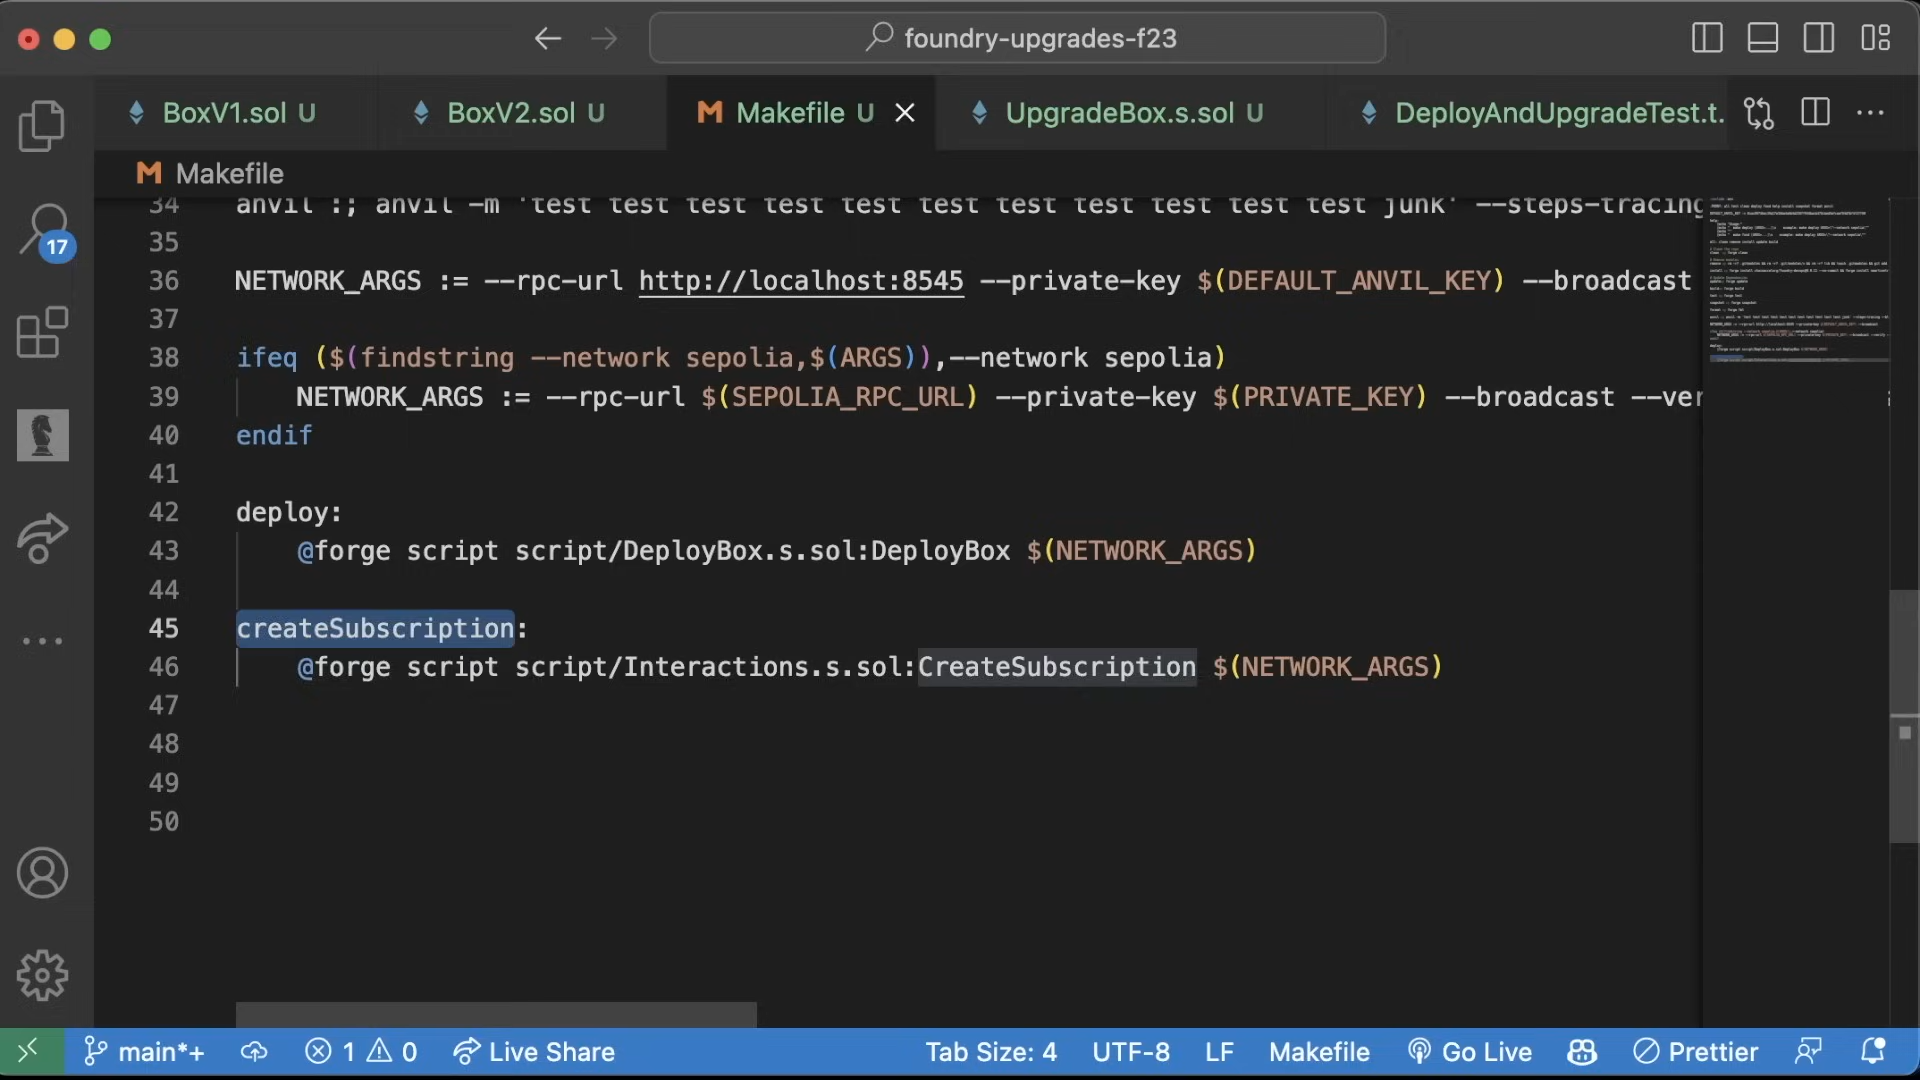 foundry-upgrades-f23
BoxV1.sol U
BoxV2.sol U
Makefile U
UpgradeBox.s.sol U
DeployAndUpgradeTest.t.
Makefile
17
34 anvil :; anvil -m 'test test test test test test test test test test test junk' --steps-tracing
35
36 NETWORK_ARGS := --rpc-url http://localhost:8545 --private-key $(DEFAULT_ANVIL_KEY) --broadcast
37
38 ifeq ($(findstring --network sepolia,$(ARGS)),--network sepolia)
39 NETWORK_ARGS := --rpc-url $(SEPOLIA_RPC_URL) --private-key $(PRIVATE_KEY) --broadcast --ver
40 endif
41
42 deploy:
43 @forge script script/DeployBox.s.sol:DeployBox $(NETWORK_ARGS)
44
45 createSubscription:
46 @forge script script/Interactions.s.sol:CreateSubscription $(NETWORK_ARGS)
47
48
49
50
main*+ 1 0 Live Share Tab Size: 4 UTF-8 LF Makefile Go Live Prettier